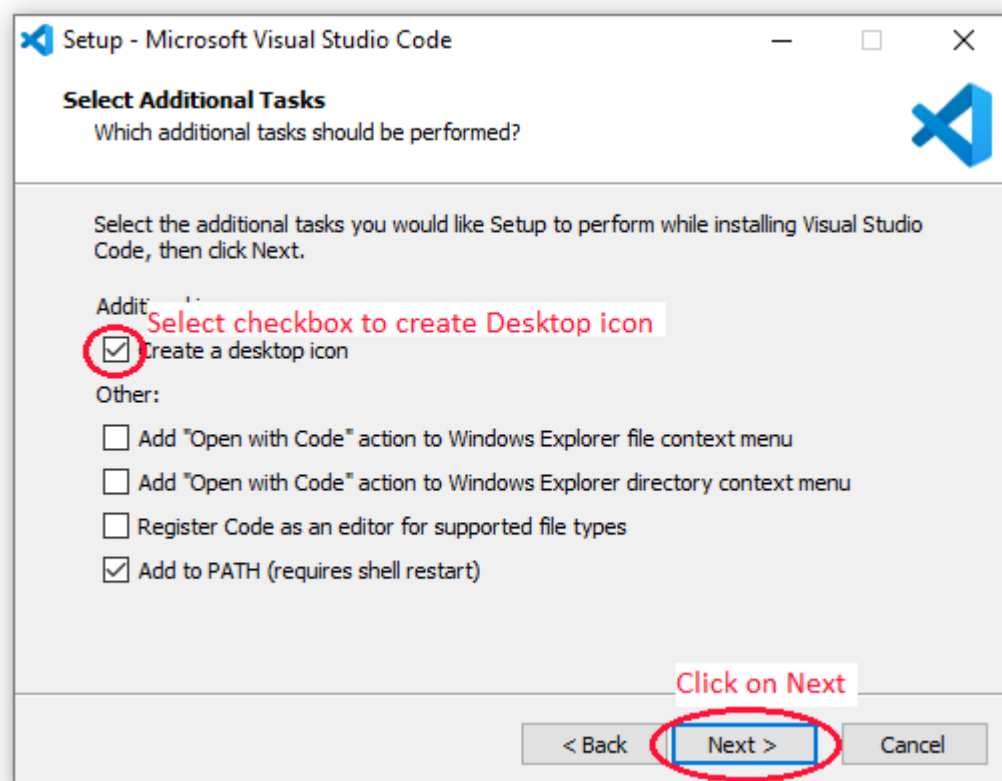 Setup - Microsoft Visual Studio Code
Select Additional Tasks
Which additional tasks should be performed?
Select the additional tasks you would like Setup to perform while installing Visual Studio
Code, then click Next.
Select checkbox to create Desktop icon
Create a desktop icon
Other:
Add "Open with Code" action to Windows Explorer file context menu
Add "Open with Code" action to Windows Explorer directory context menu
Register Code as an editor for supported file types
Add to PATH (requires shell restart)
Click on Next
< Back
Next >
Cancel